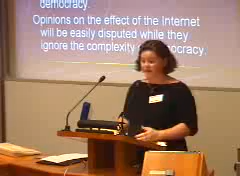 democracy.
Opinions on the effect of the Internet
will be easily disputed while they
ignore the complexity of democracy.